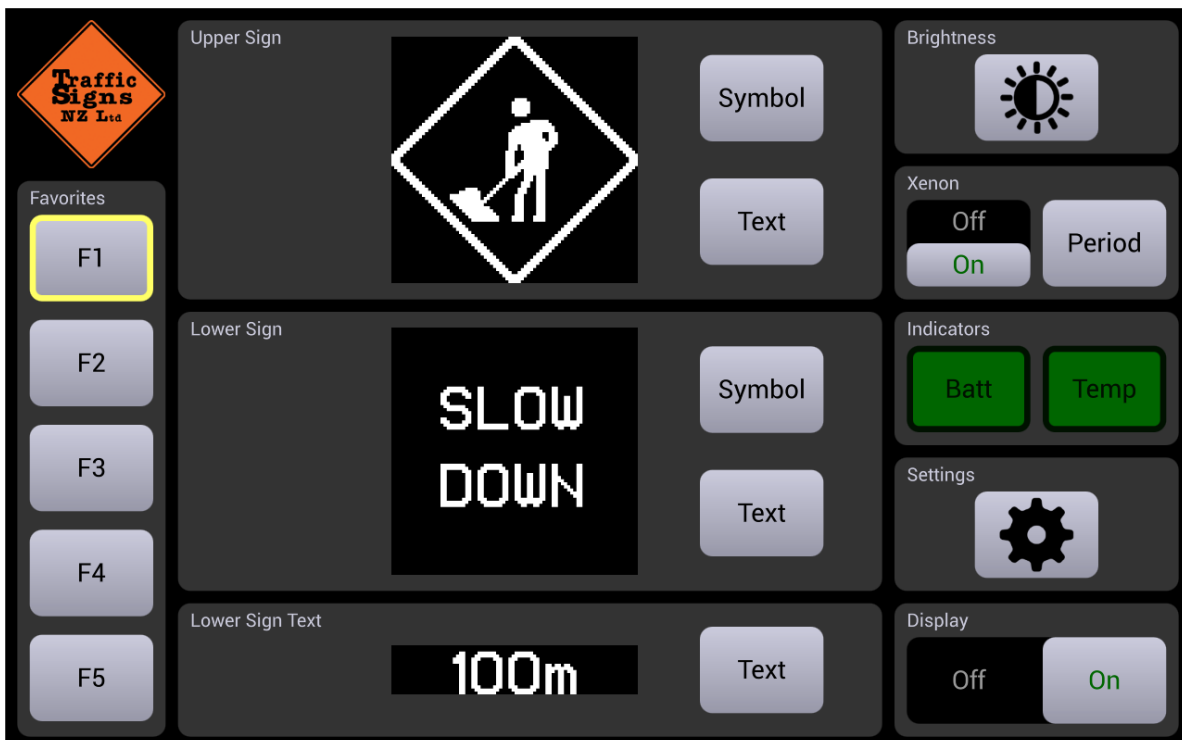 Traffic
Signs
NZ Ltd
Favorites
F1
F2
F3
F4
F5
Upper Sign
Symbol
Text
Lower Sign
SLOW
DOWN
Symbol
Text
Lower Sign Text
100m
Text
Brightness
Xenon
Off
On
Period
Indicators
Batt
Temp
Settings
Display
Off
On